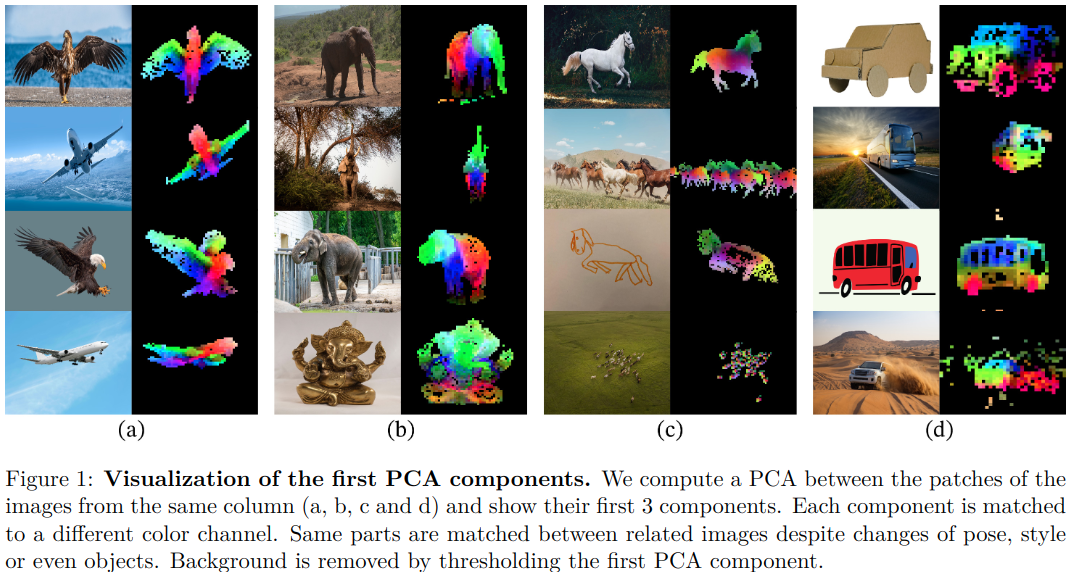 (a) (b) (c) (d)
Figure 1: Visualization of the first PCA components. We compute a PCA between the patches of the
images from the same column (a, b, c and d) and show their first 3 components. Each component is matched
to a different color channel. Same parts are matched between related images despite changes of pose, style
or even objects. Background is removed by thresholding the first PCA component.